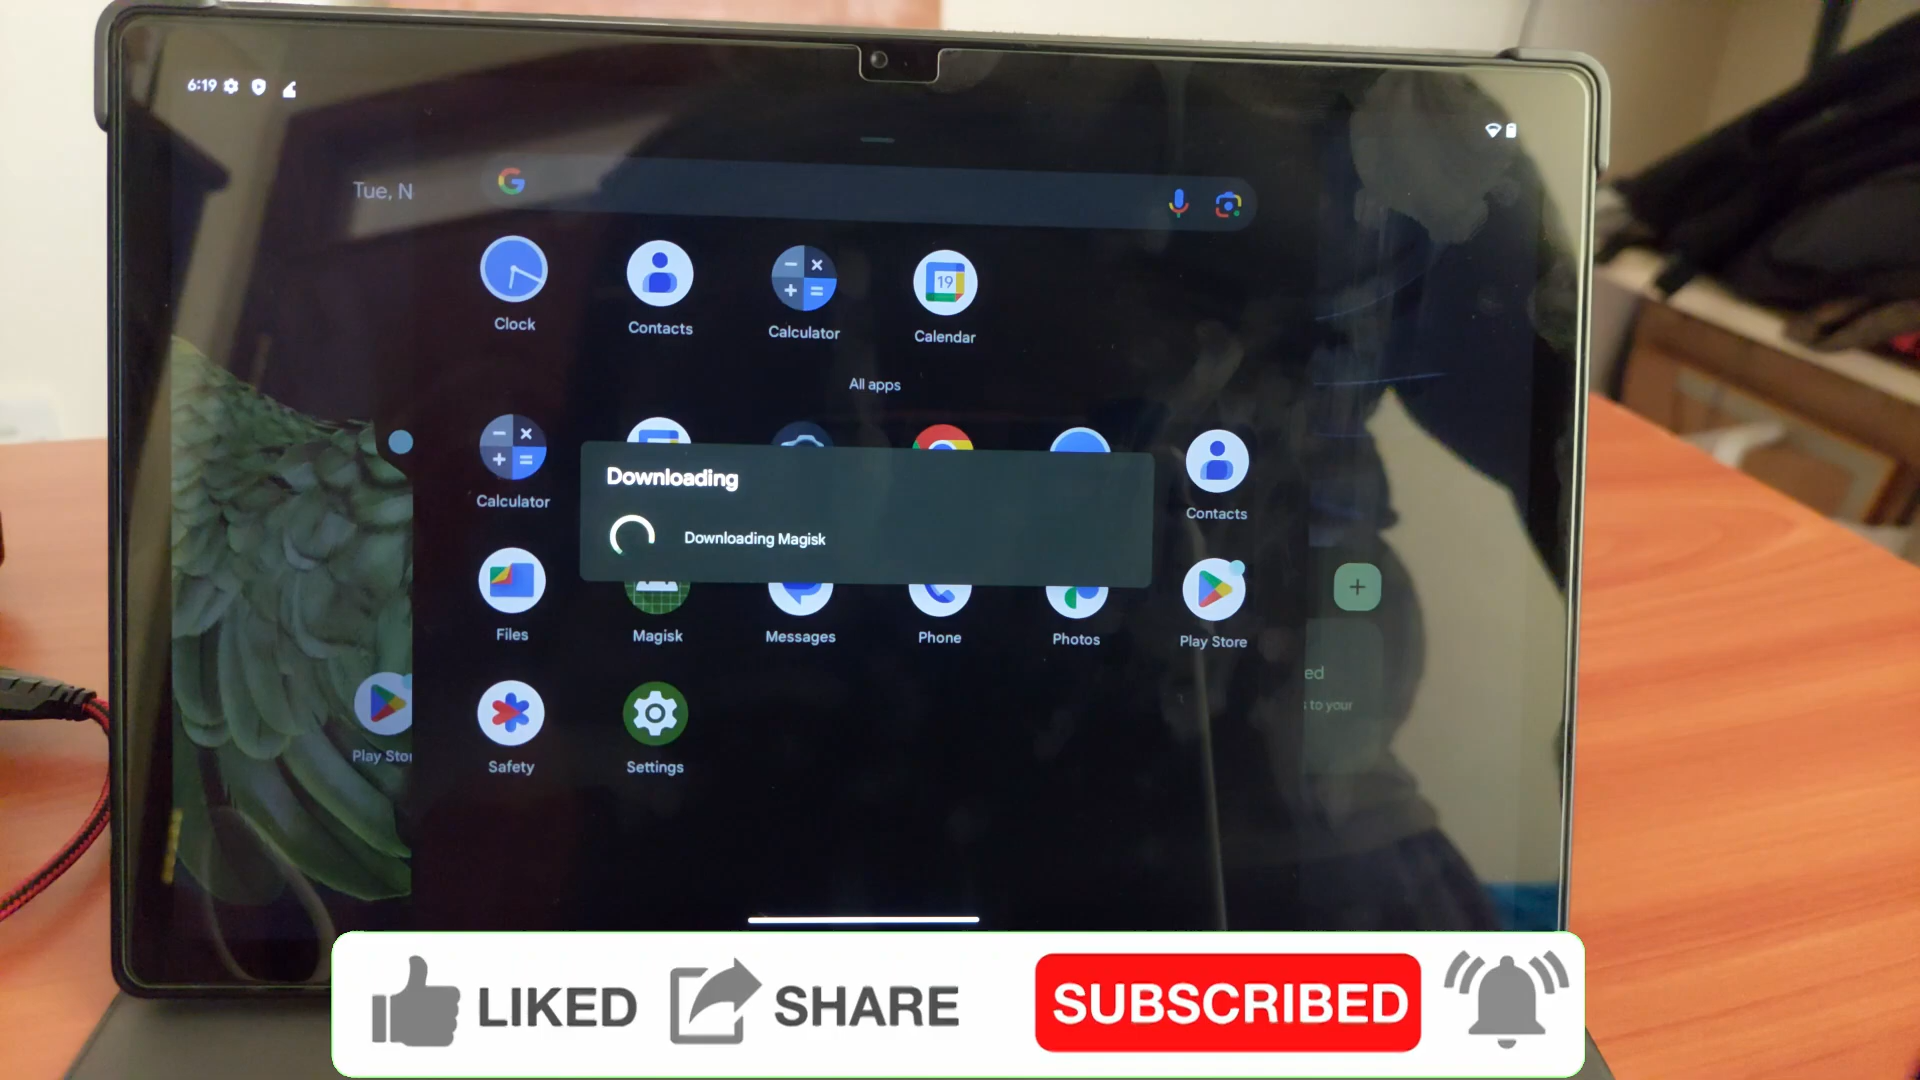 6:19
Tue, N
Clock
Contacts
Calculator
Calendar
19
All apps
Calculator
Contacts
Downloading
Downloading Magisk
Files
Magisk
Messages
Phone
Photos
Play Store
ed
s to your
Play Stor
Safety
Settings
LIKED
SHARE
SUBSCRIBED